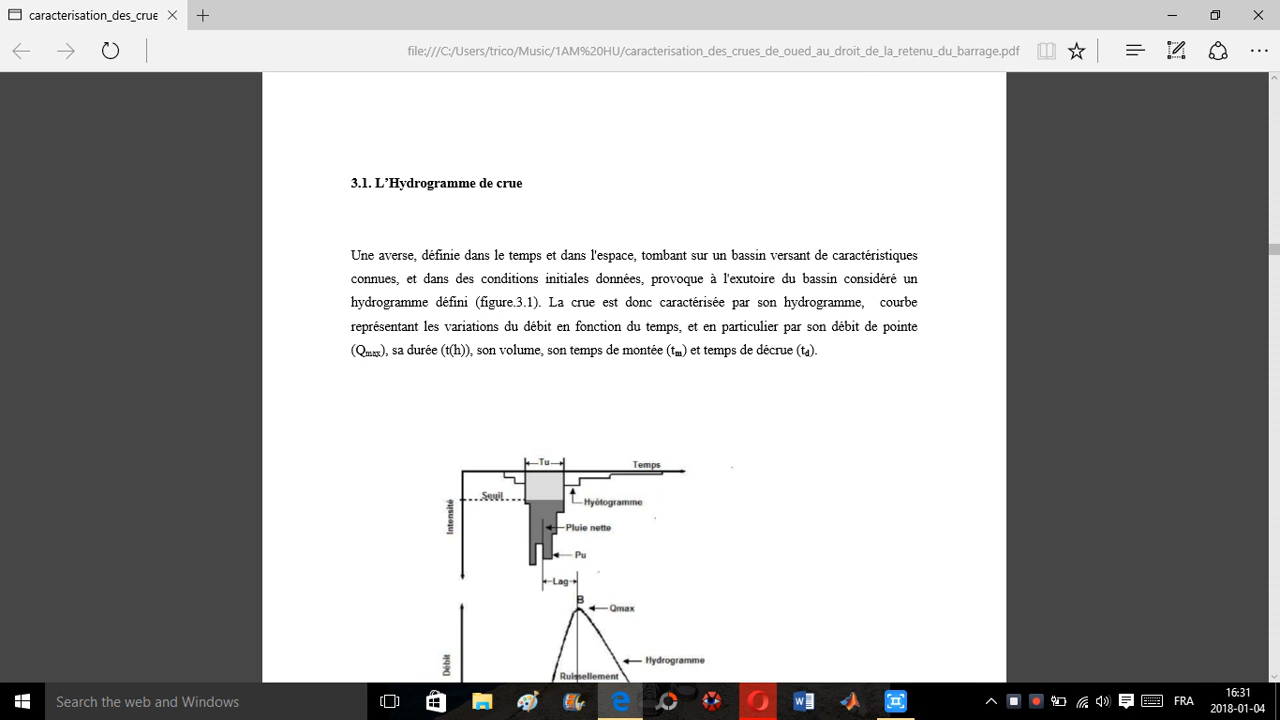 caracterisation_des_crue
file:///C:/Users/trico/Music/1AM%20HU/caracterisation_des_crues_de_oued_au_droit_de_la_retenu_du_barrage.pdf
3.1. L'Hydrogramme de crue
Une averse, définie dans le temps et dans l'espace, tombant sur un bassin versant de caractéristiques
connues, et dans des conditions initiales données, provoque à l'exutoire du bassin considéré un
hydrogramme défini (figure.3.1). La crue est donc caractérisée par son hydrogramme, courbe
représentant les variations du débit en fonction du temps, et en particulier par son débit de pointe
(Qmax), sa durée (t(h)), son volume, son temps de montée (tm) et temps de décrue (td).
Tu
Temps
Seuil
Hyétogramme
Intensité
Pluie nette
Pu
Lag
B
Qmax
Débit
Hydrogramme
Ruissellement
Search the web and Windows
FRA
16:31
2018-01-04